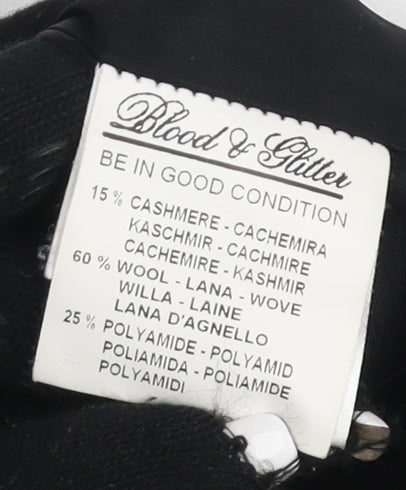 Blood & Glitter
BE IN GOOD CONDITION
15 % CASHMERE - CACHEMIRA
KASCHMIR - CACHMIRE
CACHEMIRE - KASHMIR
60 % WOOL - LANA - WOVE
WILLA - LAINE
LANA D'AGNELLO
25 % POLYAMIDE - POLYAMID
POLIAMIDA - POLIAMIDE
POLYAMIDI